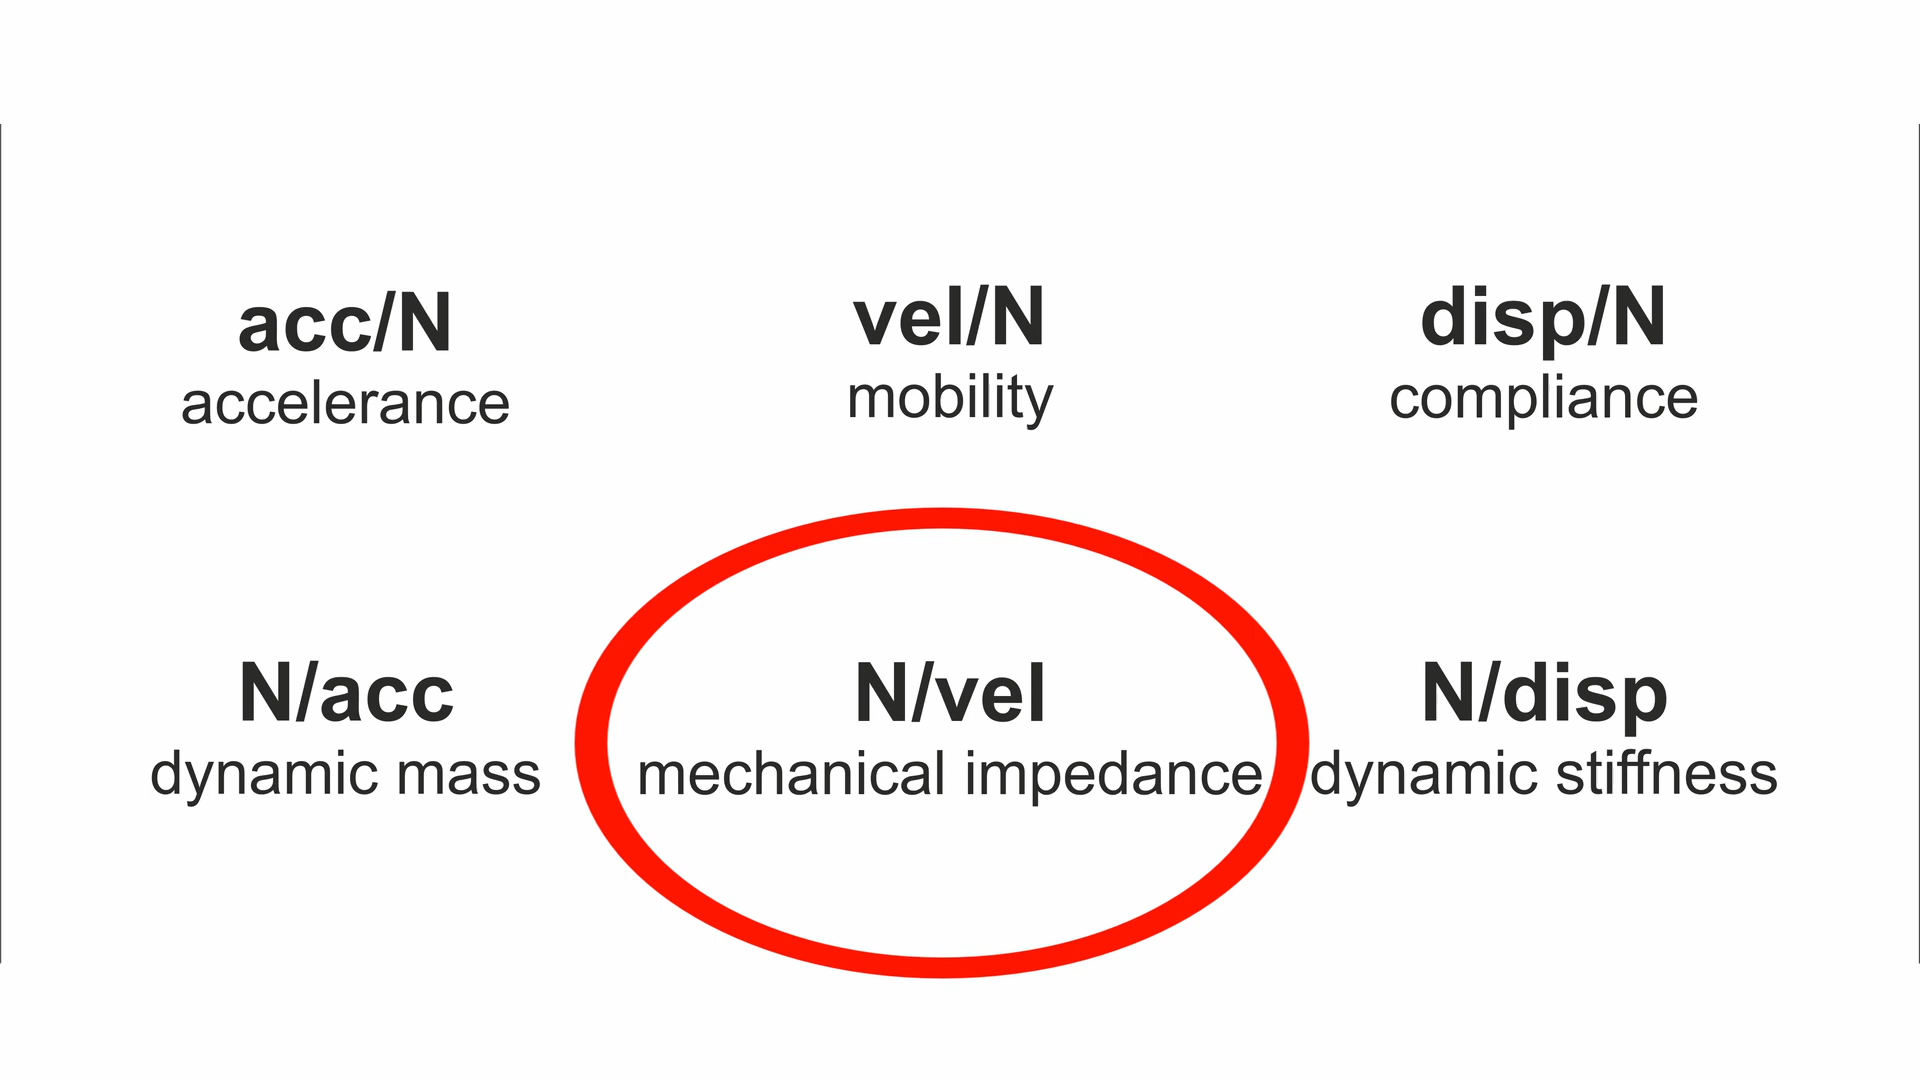 acc/N
accelerance
vel/N
mobility
disp/N
compliance
N/acc
dynamic mass
N/vel
mechanical impedance
N/disp
dynamic stiffness